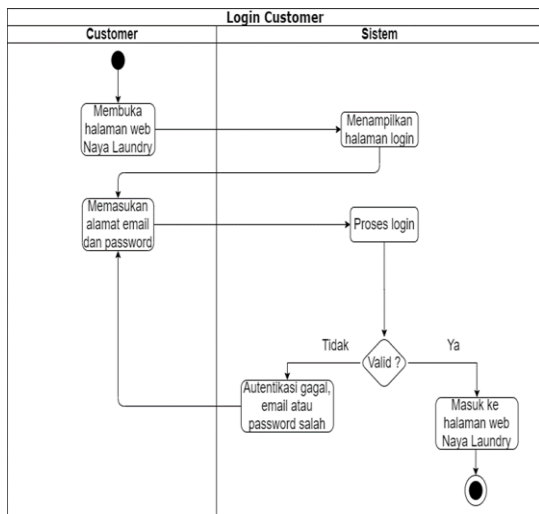 Login Customer
Customer
Sistem
Membuka
halaman web
Naya Laundry
Menampilkan
halaman login
Memasukan
alamat email
dan password
Proses login
Tidak
Valid ?
Ya
Autentikasi gagal,
email atau
password salah
Masuk ke
halaman web
Naya Laundry